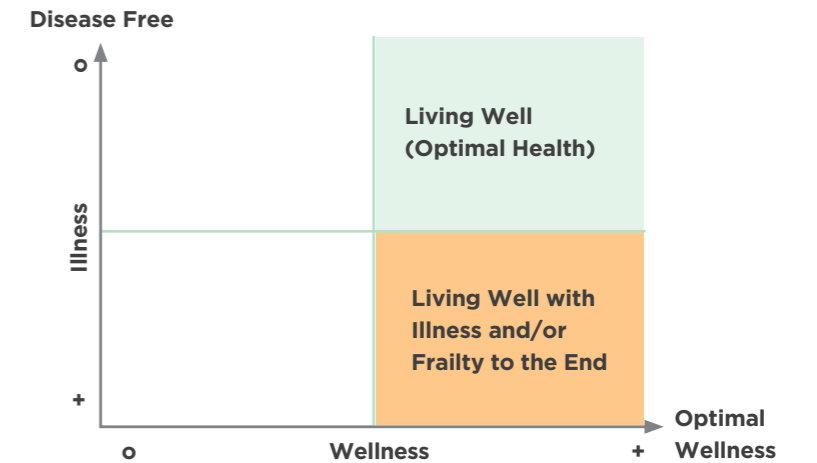 Disease Free
o
Living Well
(Optimal Health)
Illness
Living Well with
Illness and/or
Frailty to the End
+
Optimal
Wellness
o
Wellness
+